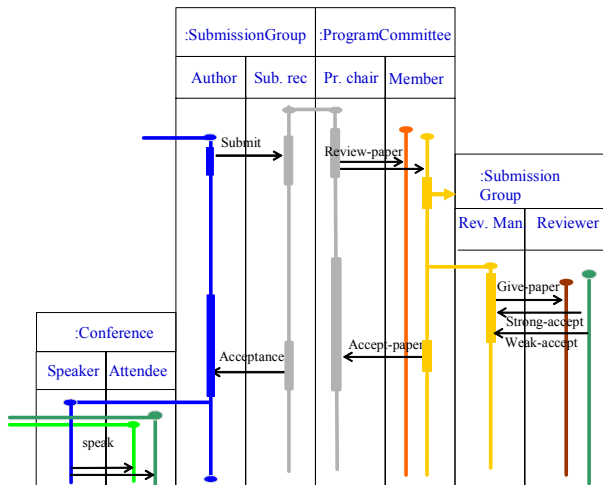 :SubmissionGroup :ProgramCommittee
Author Sub. rec Pr. chair Member
Submit
Review-paper
:Submission
Group
Rev. Man. Reviewer
Give-paper
Strong-accept
Weak-accept
:Conference
Acceptance
Accept-paper
Speaker Attendee
speak